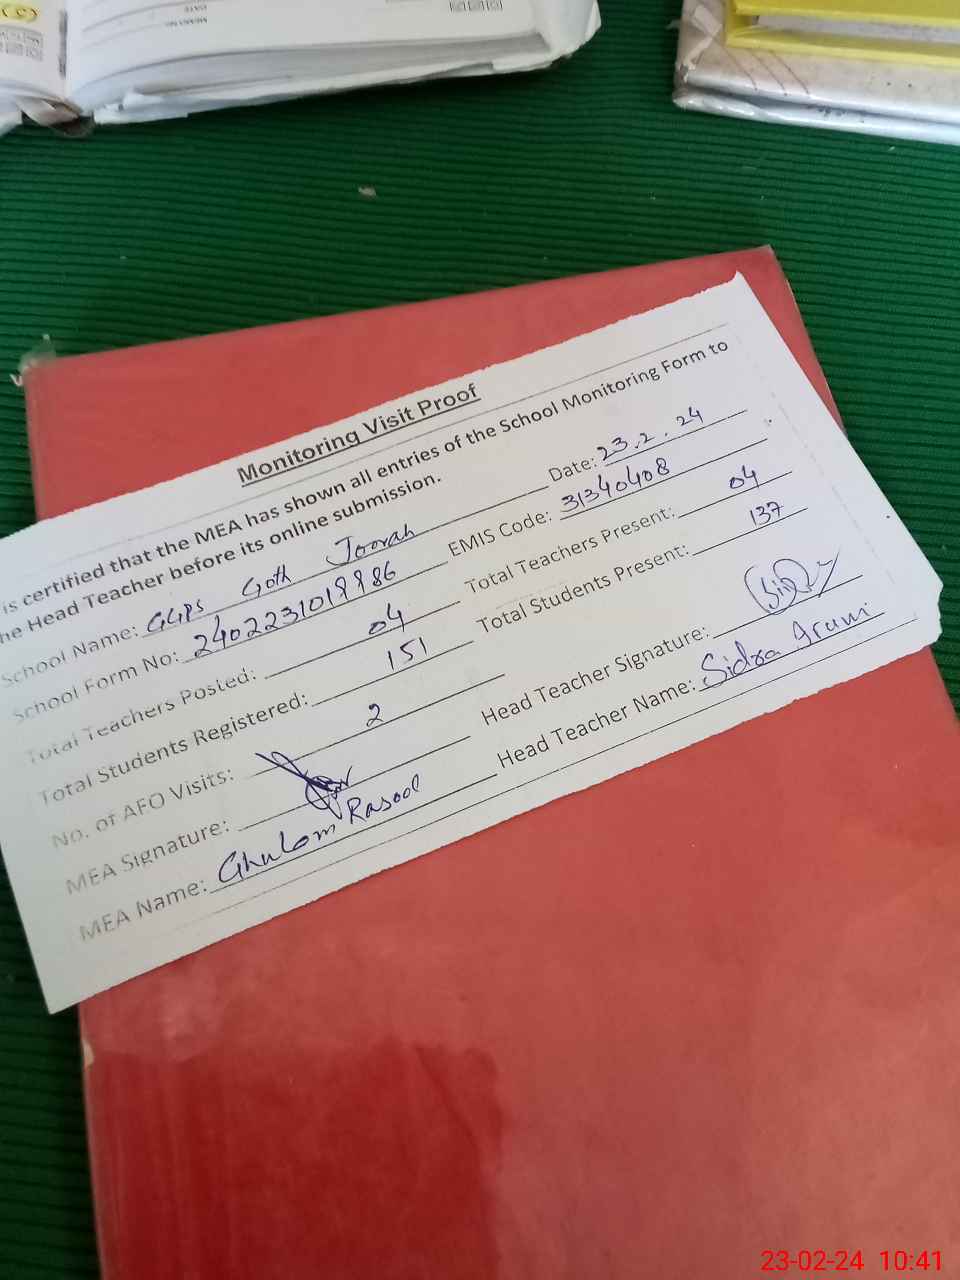 Monitoring Visit Proof
is certified that the MEA has shown all entries of the School Monitoring Form to
he Head Teacher before its online submission.
Date: 23.2.24
School Name: GGPS Goth Joorah
EMIS Code: 31340408
School Form No:
Total Teachers Present: 04
Total Teachers Posted: 04
Total Students Present: 137
Total Students Registered: 151
Head Teacher Signature:
No. of AFO Visits: 2
Head Teacher Name: Sidra Irum
MEA Signature:
MEA Name: Ghulam Rasool
23-02-24 10:41